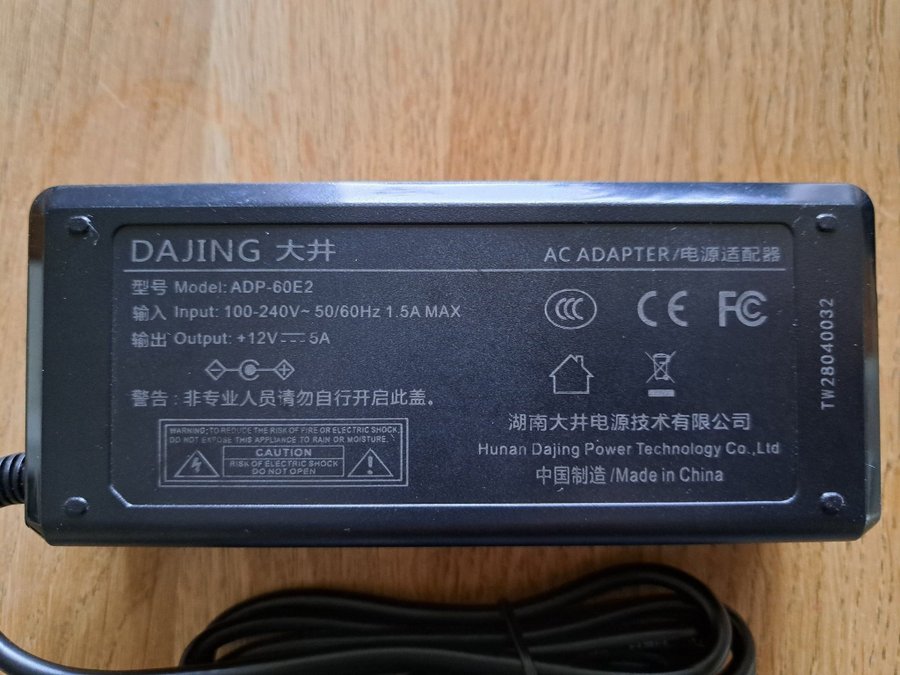 DAJING 大井
AC ADAPTER/电源适配器
型号 Model: ADP-60E2
输入 Input: 100-240V~ 50/60Hz 1.5A MAX
输出 Output: +12V⎓5A
CCC
CE
FC
警告：非专业人员请勿自行开启此盖。
WARNING:TO REDUCE THE RISK OF FIRE OR ELECTRIC SHOCK,
DO NOT EXPOSE THIS APPLIANCE TO RAIN OR MOISTURE.
CAUTION
RISK OF ELECTRIC SHOCK
DO NOT OPEN
湖南大井电源技术有限公司
Hunan Dajing Power Technology Co.,Ltd
中国制造/Made in China
TW28040032